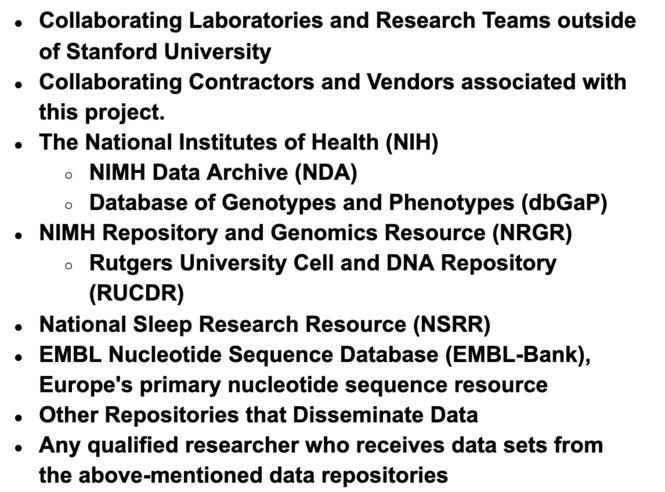 • Collaborating Laboratories and Research Teams outside
of Stanford University
• Collaborating Contractors and Vendors associated with
this project.
• The National Institutes of Health (NIH)
○ NIMH Data Archive (NDA)
○ Database of Genotypes and Phenotypes (dbGaP)
• NIMH Repository and Genomics Resource (NRGR)
○ Rutgers University Cell and DNA Repository
(RUCDR)
• National Sleep Research Resource (NSRR)
• EMBL Nucleotide Sequence Database (EMBL-Bank),
Europe's primary nucleotide sequence resource
• Other Repositories that Disseminate Data
• Any qualified researcher who receives data sets from
the above-mentioned data repositories